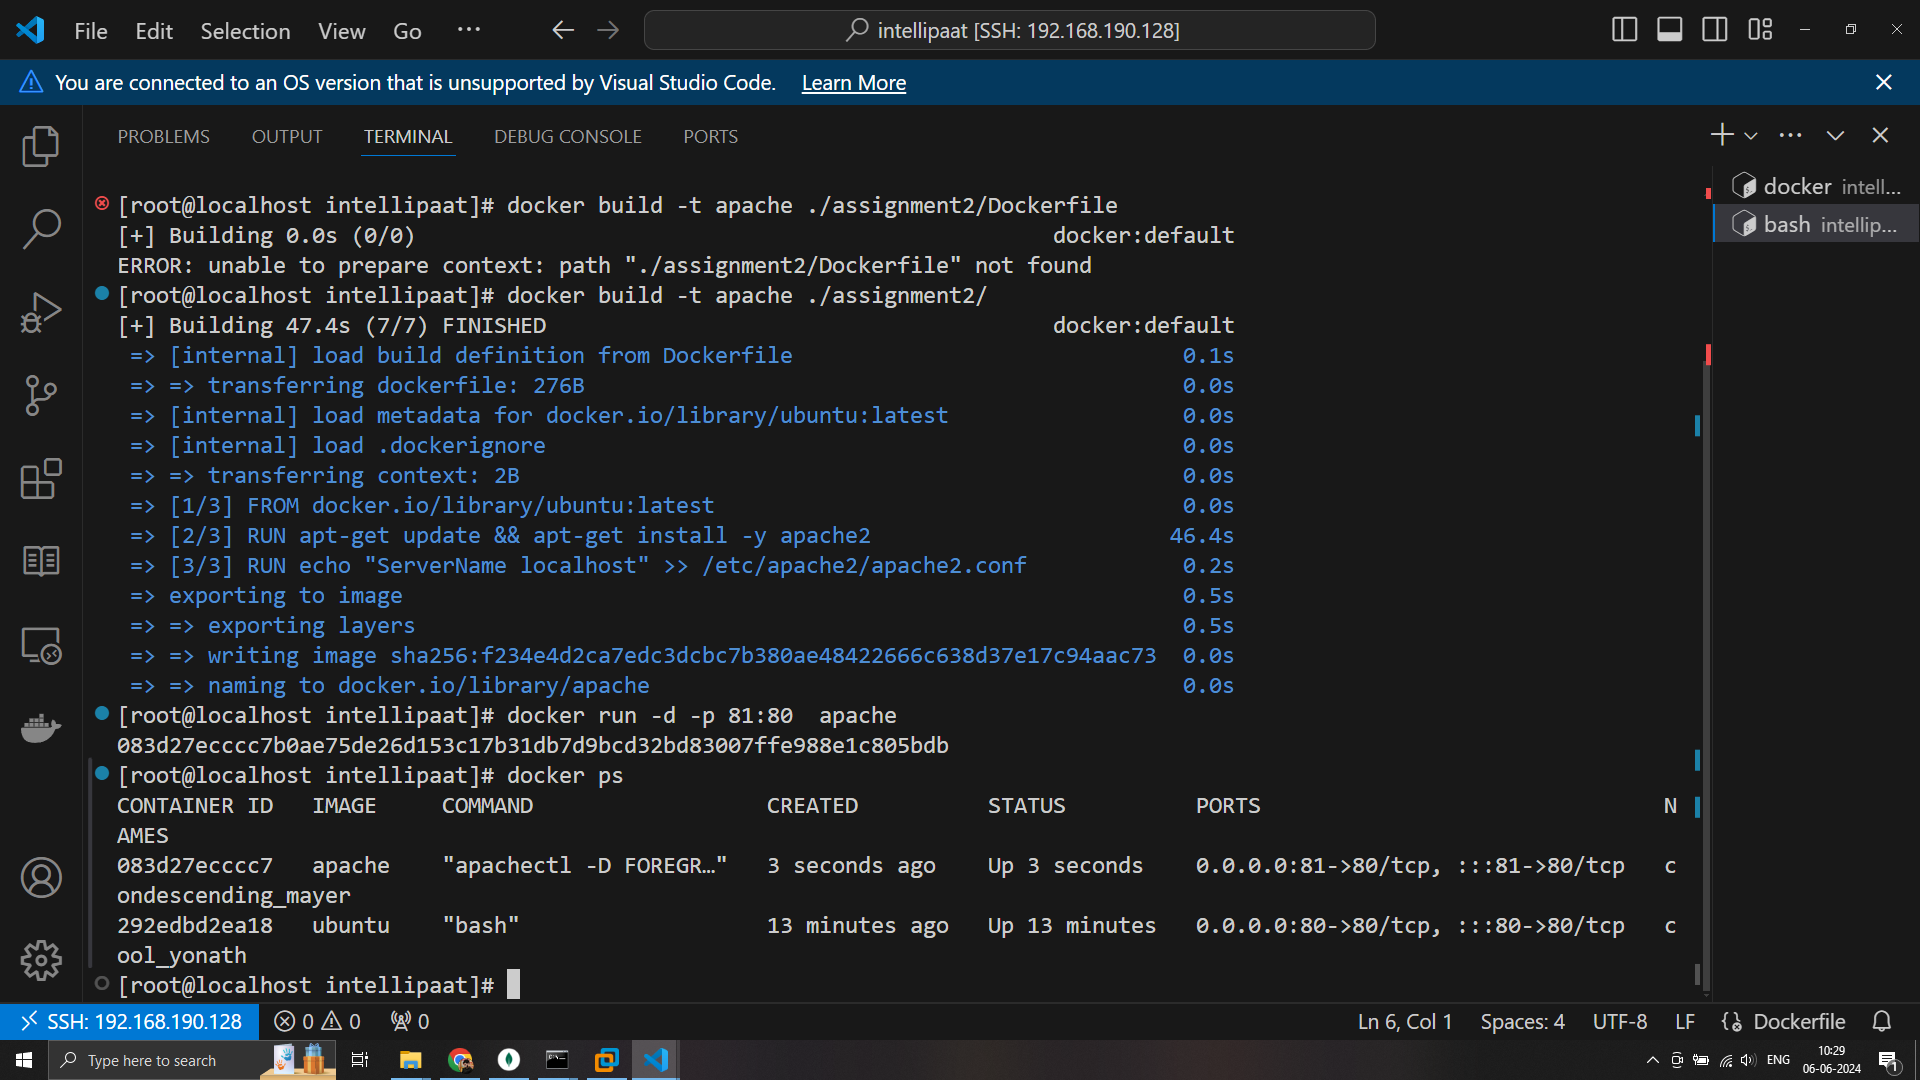 File Edit Selection View Go ··· intellipaat [SSH: 192.168.190.128]
You are connected to an OS version that is unsupported by Visual Studio Code. Learn More
PROBLEMS OUTPUT TERMINAL DEBUG CONSOLE PORTS
docker intell...
bash intellip...
[root@localhost intellipaat]# docker build -t apache ./assignment2/Dockerfile
[+] Building 0.0s (0/0) docker:default
ERROR: unable to prepare context: path "./assignment2/Dockerfile" not found
[root@localhost intellipaat]# docker build -t apache ./assignment2/
[+] Building 47.4s (7/7) FINISHED docker:default
=> [internal] load build definition from Dockerfile 0.1s
=> => transferring dockerfile: 276B 0.0s
=> [internal] load metadata for docker.io/library/ubuntu:latest 0.0s
=> [internal] load .dockerignore 0.0s
=> => transferring context: 2B 0.0s
=> [1/3] FROM docker.io/library/ubuntu:latest 0.0s
=> [2/3] RUN apt-get update && apt-get install -y apache2 46.4s
=> [3/3] RUN echo "ServerName localhost" >> /etc/apache2/apache2.conf 0.2s
=> exporting to image 0.5s
=> => exporting layers 0.5s
=> => writing image sha256:f234e4d2ca7edc3dcbc7b380ae48422666c638d37e17c94aac73 0.0s
=> => naming to docker.io/library/apache 0.0s
[root@localhost intellipaat]# docker run -d -p 81:80  apache
083d27ecccc7b0ae75de26d153c17b31db7d9bcd32bd83007ffe988e1c805bdb
[root@localhost intellipaat]# docker ps
CONTAINER ID IMAGE COMMAND CREATED STATUS PORTS N
AMES
083d27ecccc7 apache "apachectl -D FOREGR…" 3 seconds ago Up 3 seconds 0.0.0.0:81->80/tcp, :::81->80/tcp c
ondescending_mayer
292edbd2ea18 ubuntu "bash" 13 minutes ago Up 13 minutes 0.0.0.0:80->80/tcp, :::80->80/tcp c
ool_yonath
[root@localhost intellipaat]#
SSH: 192.168.190.128 0 0 0 Ln 6, Col 1 Spaces: 4 UTF-8 LF Dockerfile
Type here to search ENG 10:29
06-06-2024 1